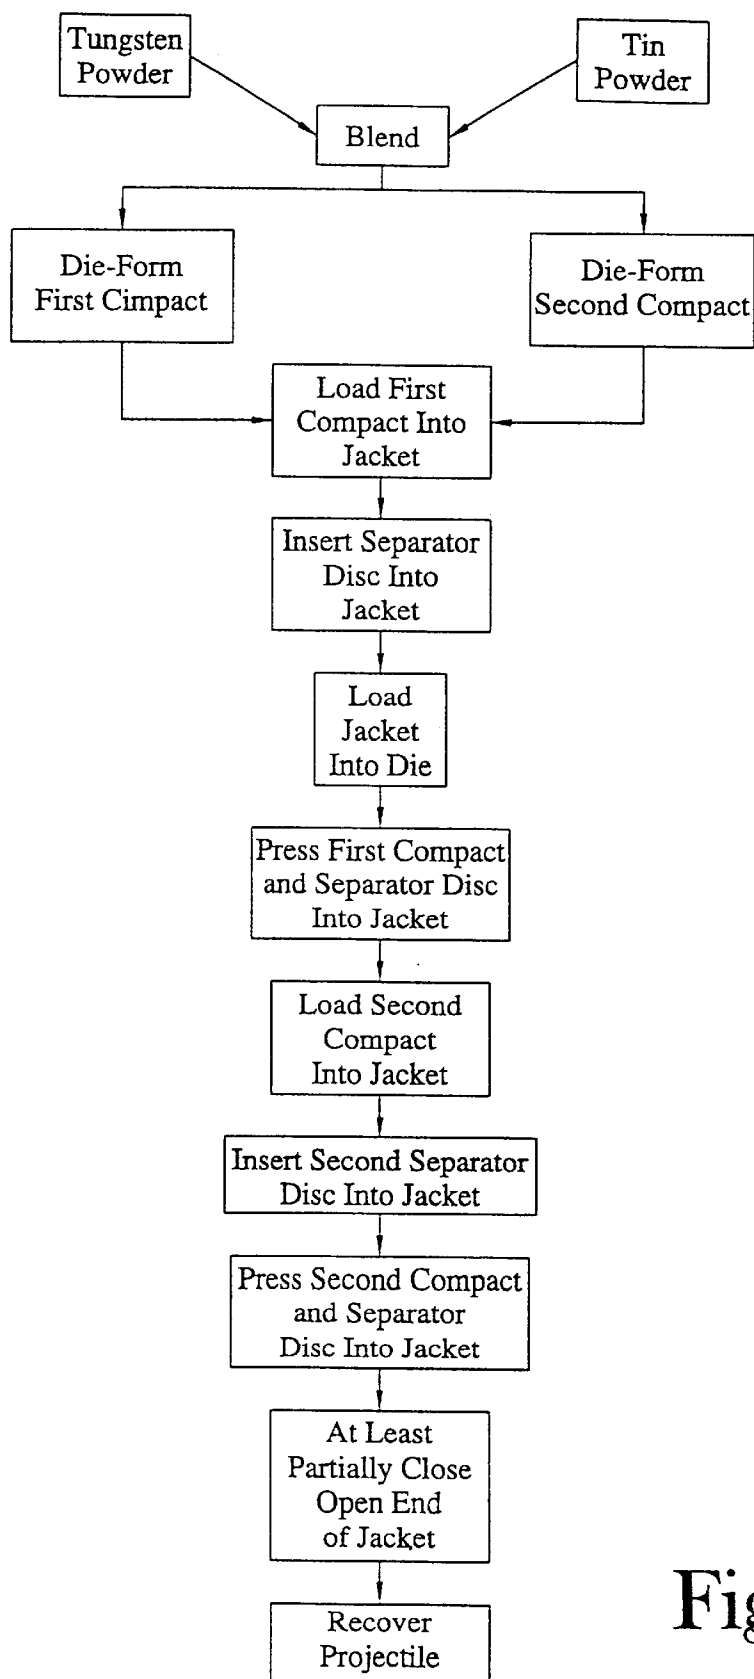 Tungsten
Powder
Tin
Powder
Blend
Die-Form
First Cimpact
Die-Form
Second Compact
Load First
Compact Into
Jacket
Insert Separator
Disc Into
Jacket
Load
Jacket
Into Die
Press First Compact
and Separator Disc
Into Jacket
Load Second
Compact
Into Jacket
Insert Second Separator
Disc Into Jacket
Press Second Compact
and Separator
Disc Into Jacket
At Least
Partially Close
Open End
of Jacket
Recover
Projectile
Fig